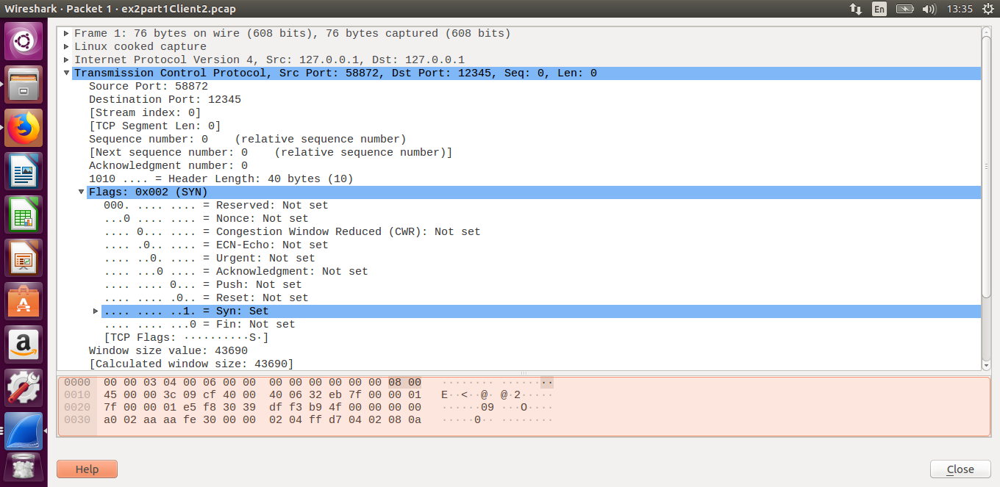 Wireshark · Packet 1 · ex2part1Client2.pcap
En
13:35
Frame 1: 76 bytes on wire (608 bits), 76 bytes captured (608 bits)
Linux cooked capture
Internet Protocol Version 4, Src: 127.0.0.1, Dst: 127.0.0.1
Transmission Control Protocol, Src Port: 58872, Dst Port: 12345, Seq: 0, Len: 0
Source Port: 58872
Destination Port: 12345
[Stream index: 0]
[TCP Segment Len: 0]
Sequence number: 0    (relative sequence number)
[Next sequence number: 0    (relative sequence number)]
Acknowledgment number: 0
1010 .... = Header Length: 40 bytes (10)
Flags: 0x002 (SYN)
000. .... .... = Reserved: Not set
...0 .... .... = Nonce: Not set
.... 0... .... = Congestion Window Reduced (CWR): Not set
.... .0.. .... = ECN-Echo: Not set
.... ..0. .... = Urgent: Not set
.... ...0 .... = Acknowledgment: Not set
.... .... 0... = Push: Not set
.... .... .0.. = Reset: Not set
.... .... ..1. = Syn: Set
.... .... ...0 = Fin: Not set
[TCP Flags: ··········S·]
Window size value: 43690
[Calculated window size: 43690]
0000  00 00 03 04 00 06 00 00  00 00 00 00 00 00 08 00   ········ ········
0010  45 00 00 3c 09 cf 40 00  40 06 32 eb 7f 00 00 01   E··<··@· @·2·····
0020  7f 00 00 01 e5 f8 30 39  df f3 b9 4f 00 00 00 00   ······09 ···O····
0030  a0 02 aa aa fe 30 00 00  02 04 ff d7 04 02 08 0a   ·····0·· ········
Help
Close